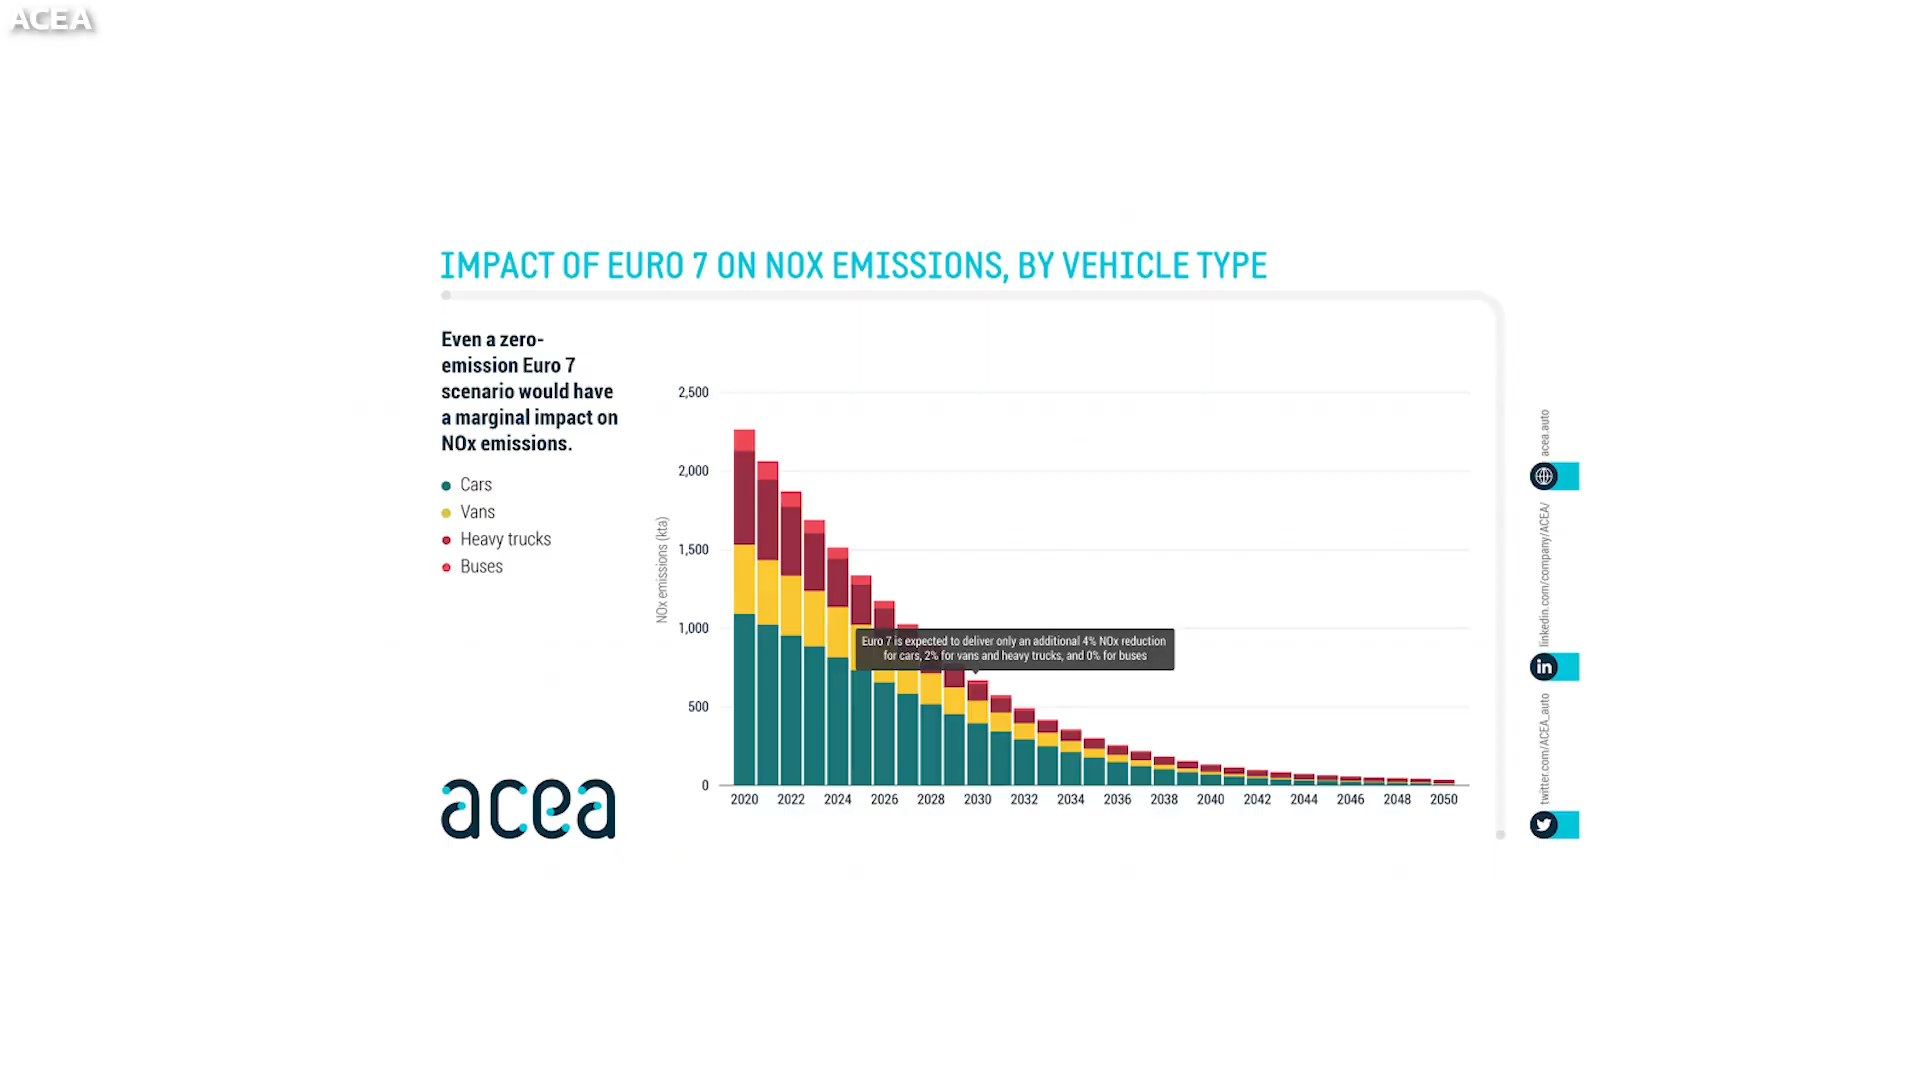 ACEA
IMPACT OF EURO 7 ON NOX EMISSIONS, BY VEHICLE TYPE
Even a zero-
emission Euro 7
scenario would have
a marginal impact on
NOx emissions.
Cars
Vans
Heavy trucks
Buses
acea
NOx emissions (kta)
2,500
2,000
1,500
1,000
500
0
Euro 7 is expected to deliver only an additional 4% NOx reduction
for cars, 2% for vans and heavy trucks, and 0% for buses
2020 2022 2024 2026 2028 2030 2032 2034 2036 2038 2040 2042 2044 2046 2048 2050
acea.auto
linkedin.com/company/ACEA/
in
twitter.com/ACEA_auto